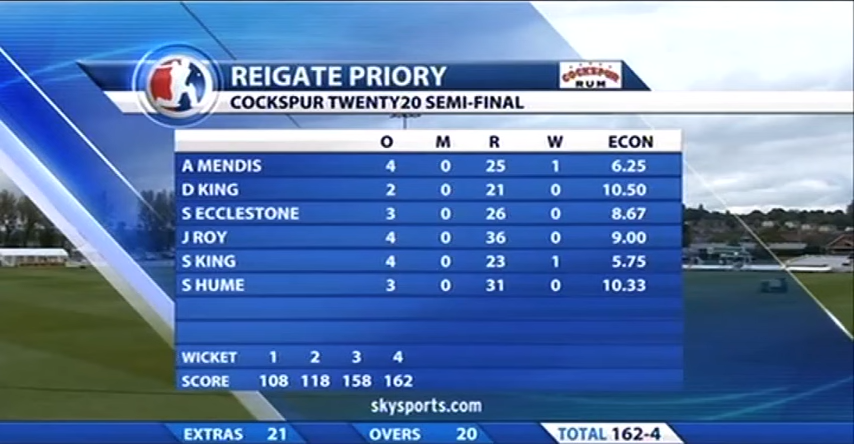 REIGATE PRIORY
COCKSPUR RUM
COCKSPUR TWENTY20 SEMI-FINAL
O M R W ECON
A MENDIS 4 0 25 1 6.25
D KING 2 0 21 0 10.50
S ECCLESTONE 3 0 26 0 8.67
J ROY 4 0 36 0 9.00
S KING 4 0 23 1 5.75
S HUME 3 0 31 0 10.33
WICKET 1 2 3 4
SCORE 108 118 158 162
skysports.com
EXTRAS 21 OVERS 20 TOTAL 162-4